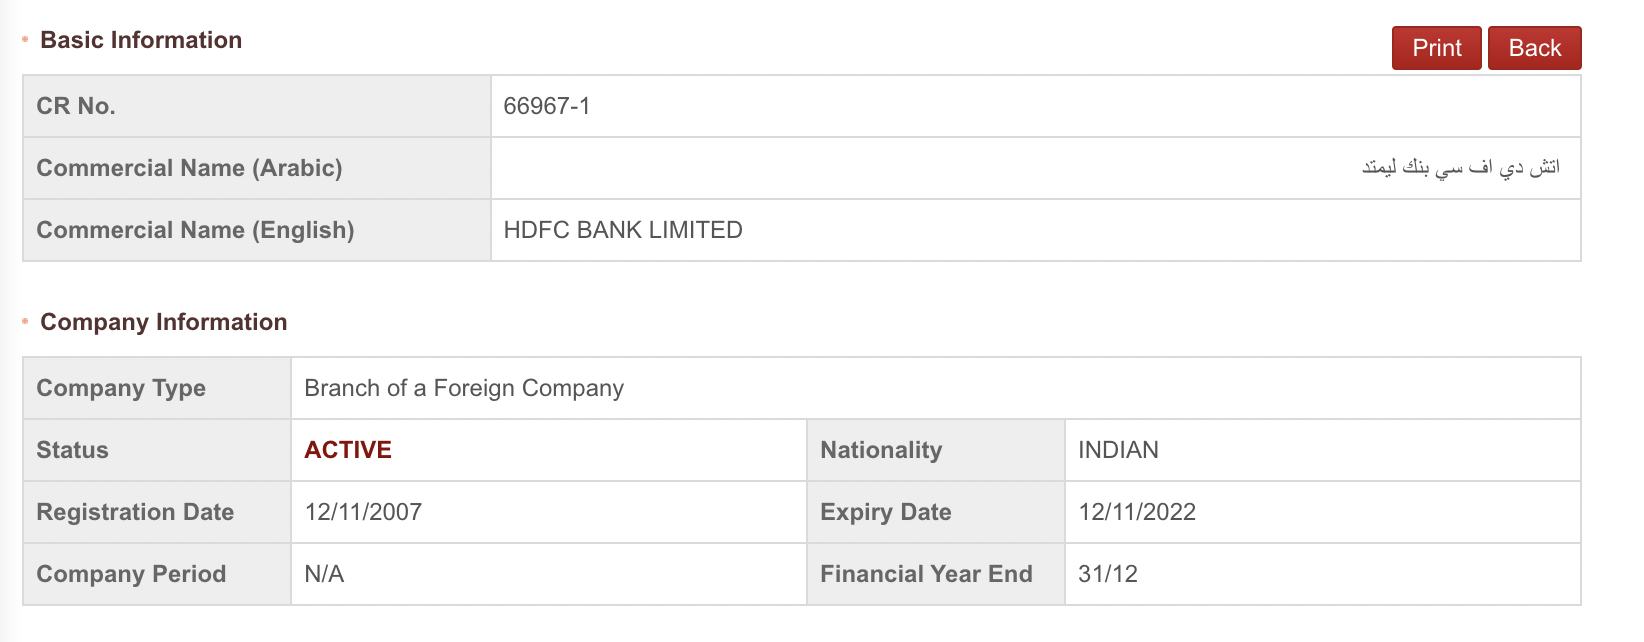 Basic Information
Print Back
CR No. 66967-1
Commercial Name (Arabic) اتش دي اف سي بنك ليمتد
Commercial Name (English) HDFC BANK LIMITED
Company Information
Company Type Branch of a Foreign Company
Status ACTIVE Nationality INDIAN
Registration Date 12/11/2007 Expiry Date 12/11/2022
Company Period N/A Financial Year End 31/12